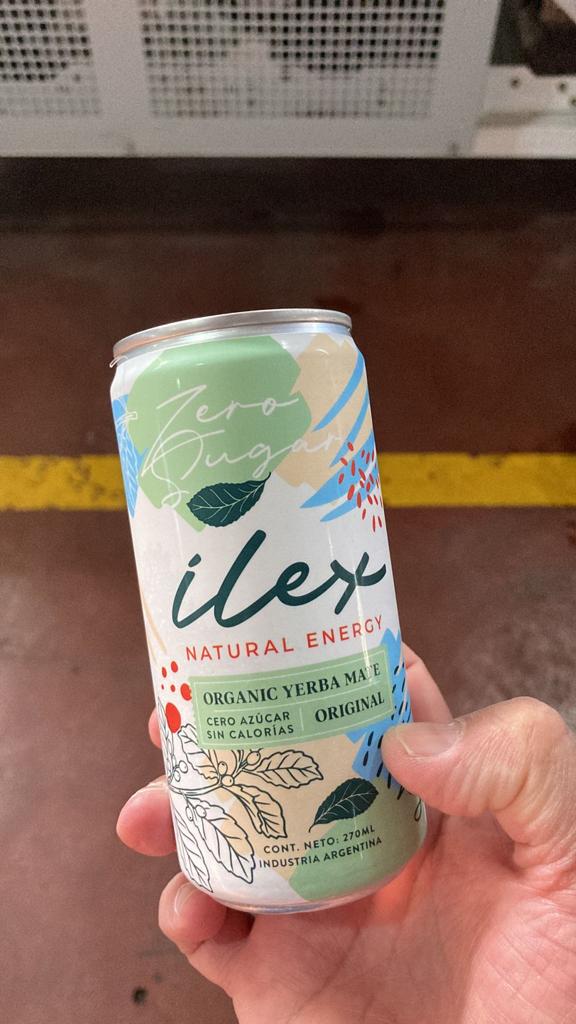 Zero
Sugar
ilex
NATURAL ENERGY
ORGANIC YERBA MATE
CERO AZÚCAR
SIN CALORÍAS
ORIGINAL
CONT. NETO: 270ML
INDUSTRIA ARGENTINA